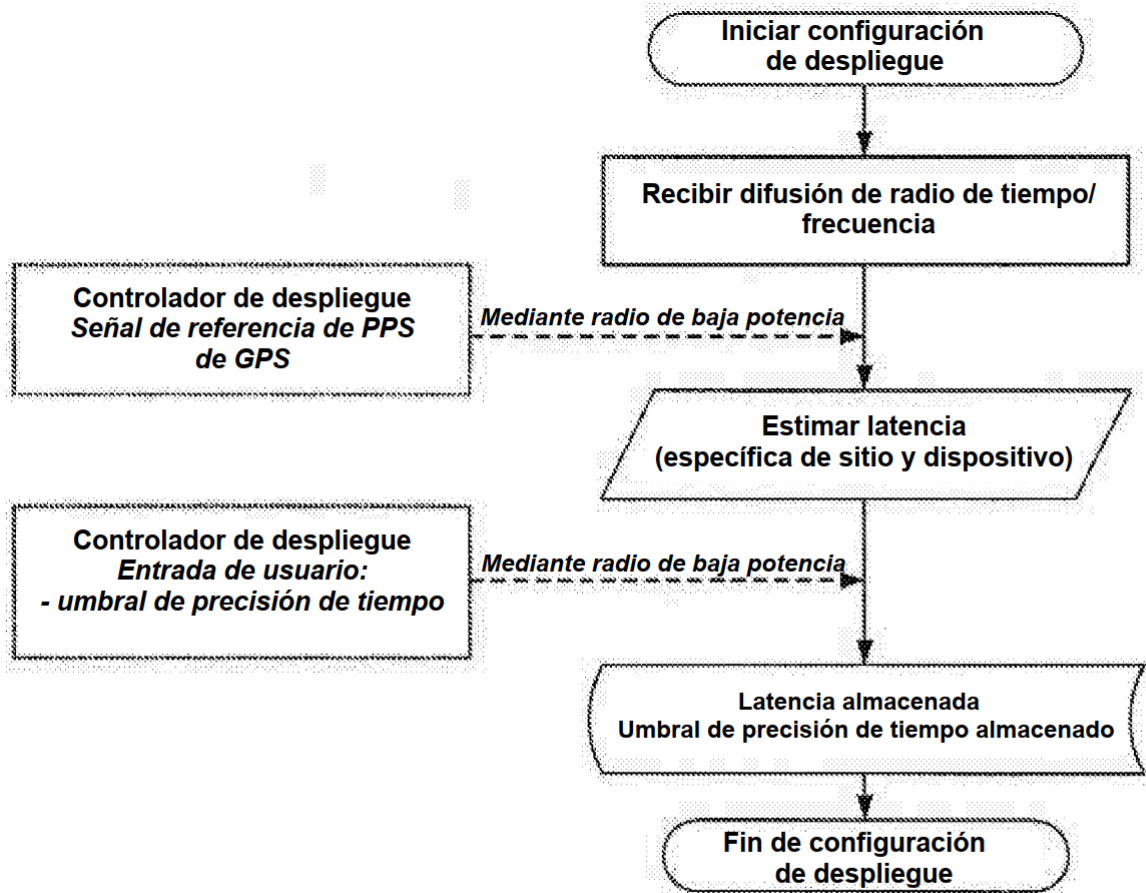 Iniciar configuración
de despliegue
Recibir difusión de radio de tiempo/
frecuencia
Controlador de despliegue
Señal de referencia de PPS
de GPS
Mediante radio de baja potencia
Estimar latencia
(específica de sitio y dispositivo)
Controlador de despliegue
Entrada de usuario:
- umbral de precisión de tiempo
Mediante radio de baja potencia
Latencia almacenada
Umbral de precisión de tiempo almacenado
Fin de configuración
de despliegue